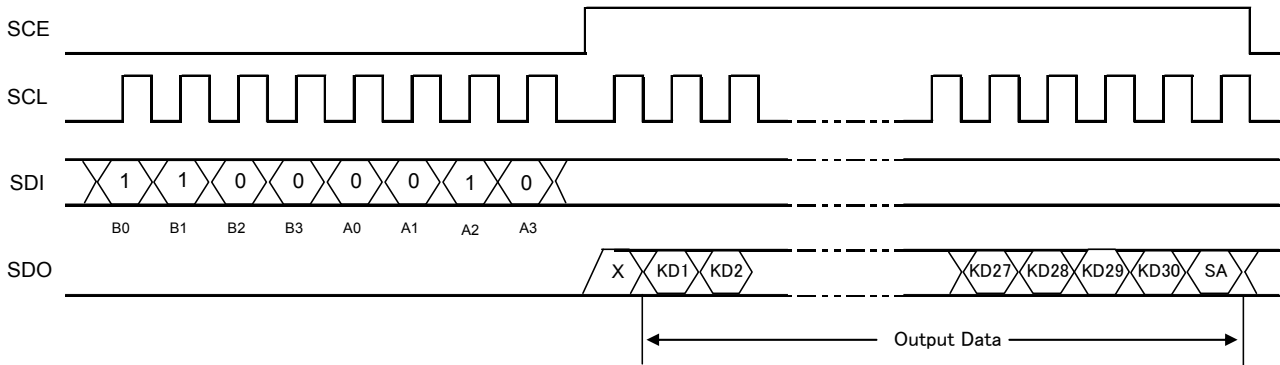 SCE
SCL
SDI 1 1 0 0 0 0 1 0
B0 B1 B2 B3 A0 A1 A2 A3
SDO X KD1 KD2 KD27 KD28 KD29 KD30 SA
Output Data